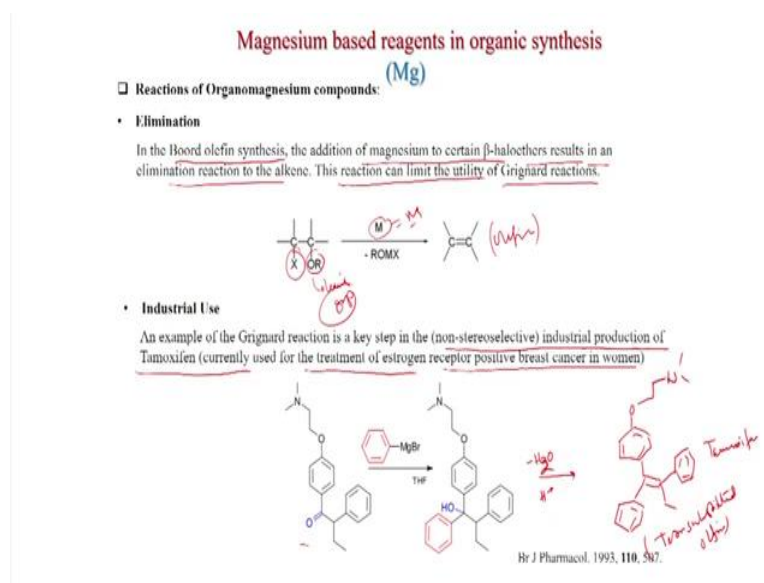 Magnesium based reagents in organic synthesis
(Mg)
Reactions of Organomagnesium compounds:
• Elimination
In the Boord olefin synthesis, the addition of magnesium to certain β-haloethers results in an
elimination reaction to the alkene. This reaction can limit the utility of Grignard reactions.
M = M
C C
C=C
X OR
- ROMX
(olefin)
OR
• Industrial Use
An example of the Grignard reaction is a key step in the (non-stereoselective) industrial production of
Tamoxifen (currently used for the treatment of estrogen receptor positive breast cancer in women)
N
N
N
O
O
O
MgBr
THF
-H2O
H+
HO
O
Tamoxifen
(Tetrasubstituted
olefin)
Br J Pharmacol. 1993, 110, 507.